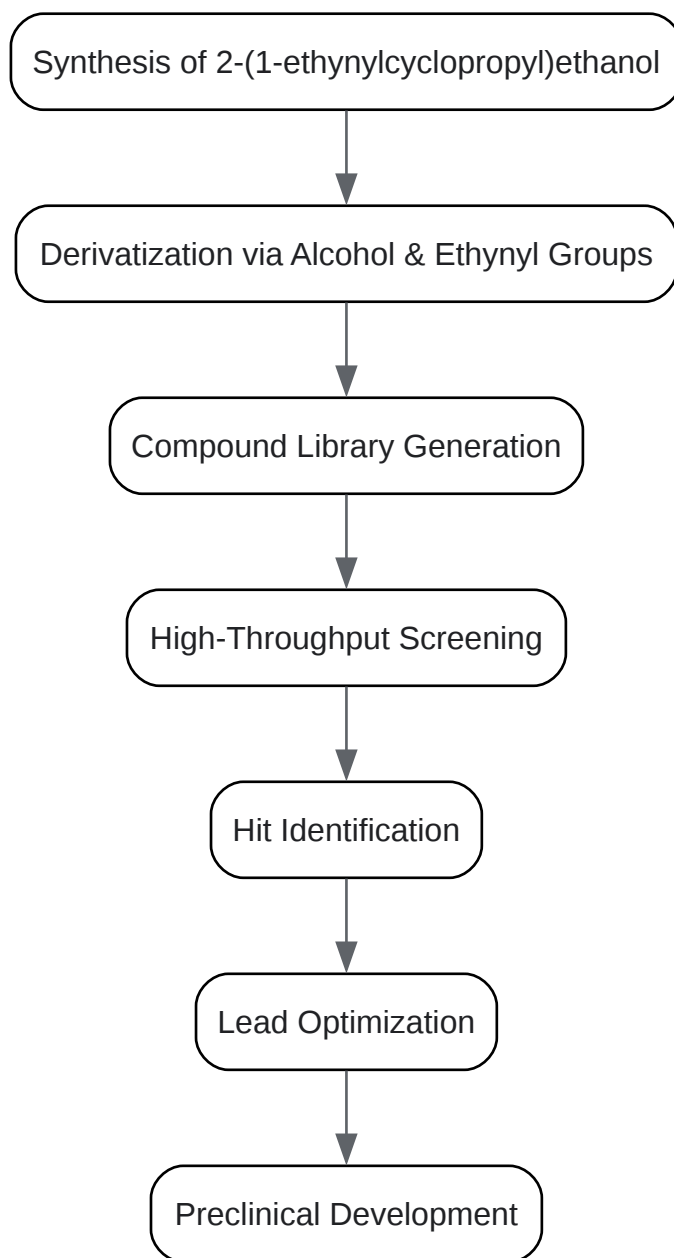 Synthesis of 2-(1-ethynylcyclopropyl)ethanol
Derivatization via Alcohol & Ethynyl Groups
Compound Library Generation
High-Throughput Screening
Hit Identification
Lead Optimization
Preclinical Development